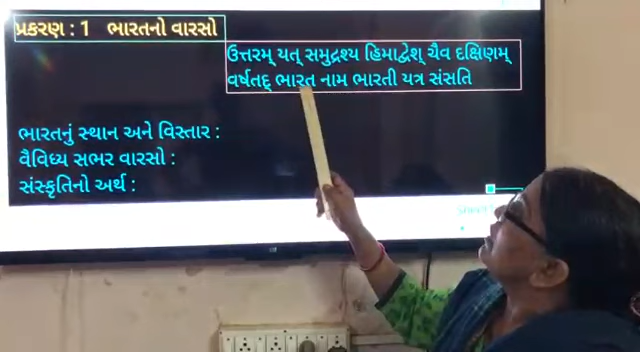 પ્રકરણ : 1 ભારતનો વારસો
ઉત્તરમ્ યત્ સમુદ્રશ્ય હિમાદ્વેશ્ ચૈવ દક્ષિણમ્
વર્ષતદ્ ભારત નામ ભારતી યત્ર સંસતિ
ભારતનું સ્થાન અને વિસ્તાર :
વૈવિધ્ય સભર વારસો :
સંસ્કૃતિનો અર્થ :